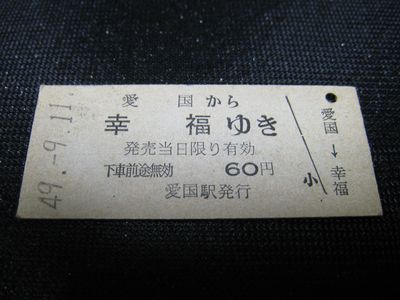 49.-9.11.
愛国から
幸福ゆき
発売当日限り有効
下車前途無効 60円
愛国駅発行
愛国→幸福
小